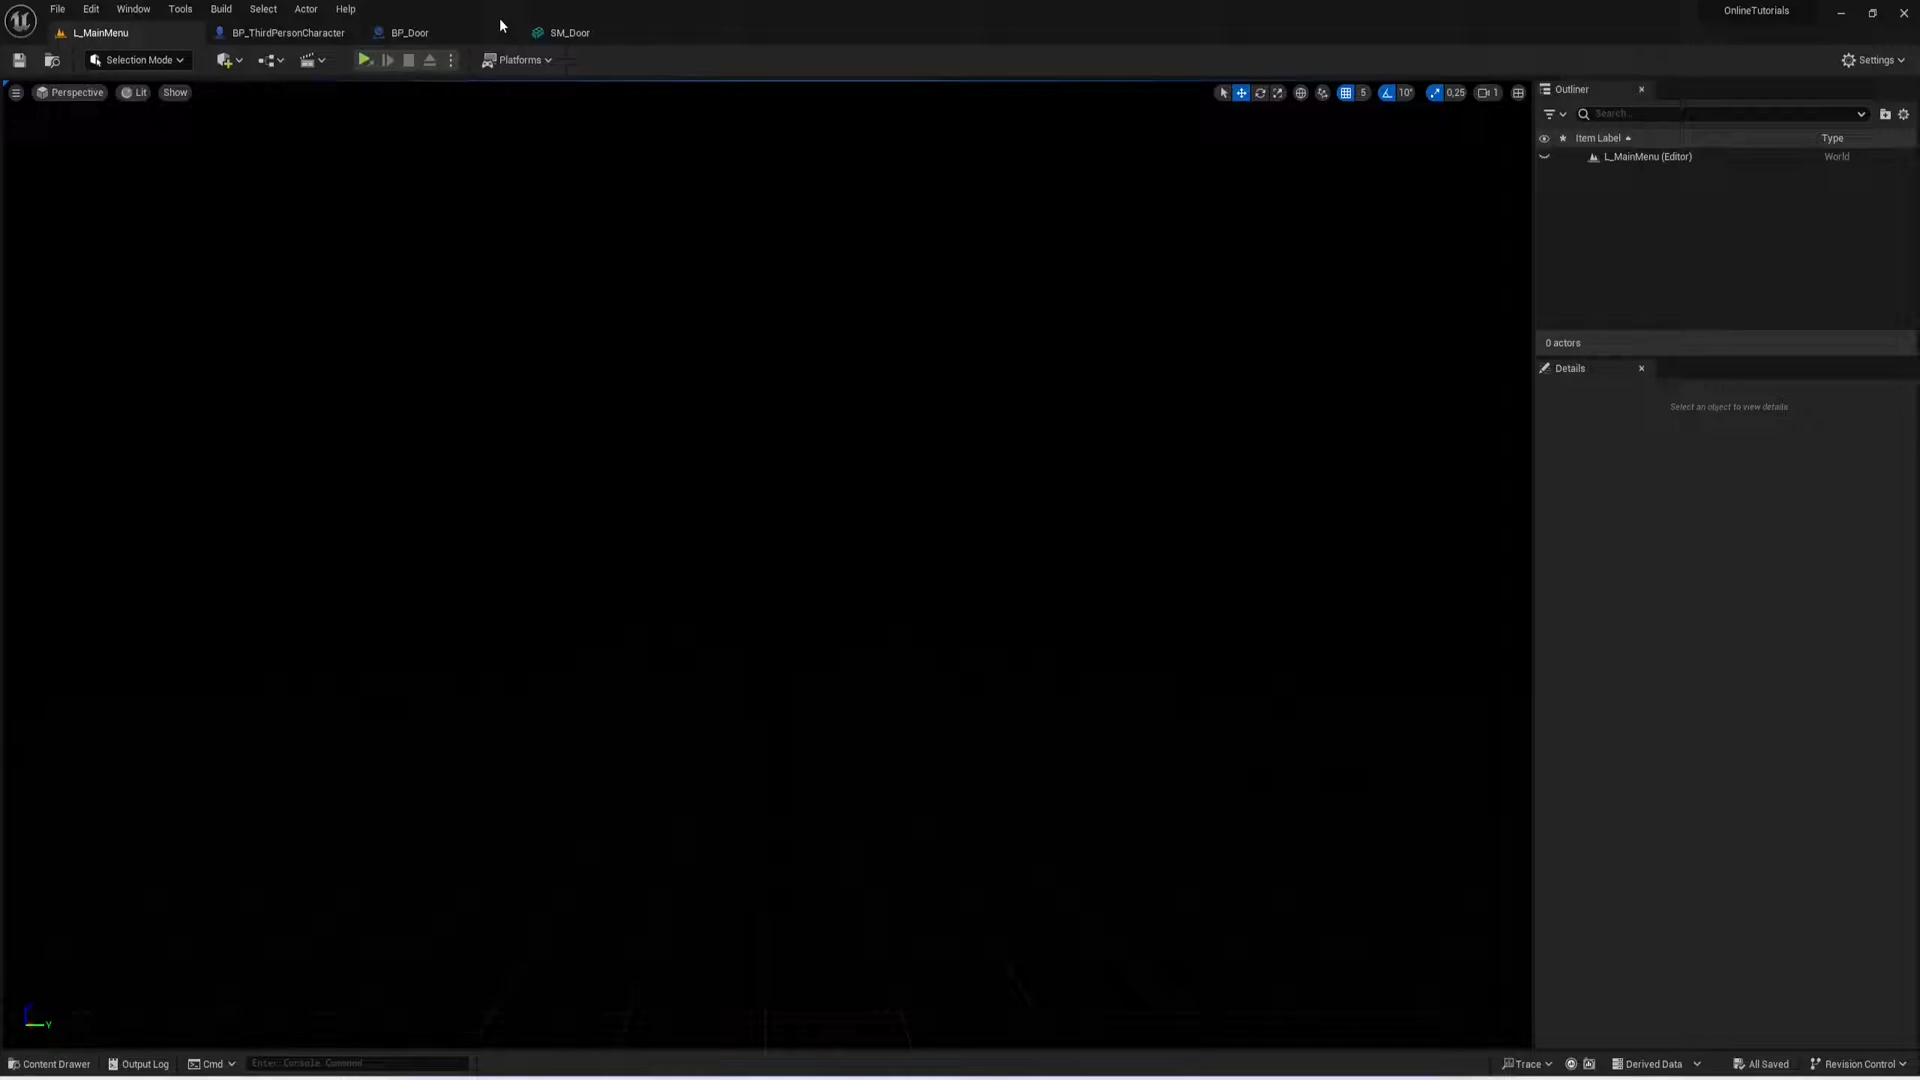 File Edit Window Tools Build Select Actor Help
OnlineTutorials
L_MainMenu BP_ThirdPersonCharacter BP_Door SM_Door
Selection Mode Platforms Settings
Perspective Lit Show 5 10° 0,25 1
Outliner
Search...
Item Label Type
L_MainMenu (Editor) World
0 actors
Details
Select an object to view details
Y
Content Drawer Output Log Cmd Enter Console Command Trace Derived Data All Saved Revision Control